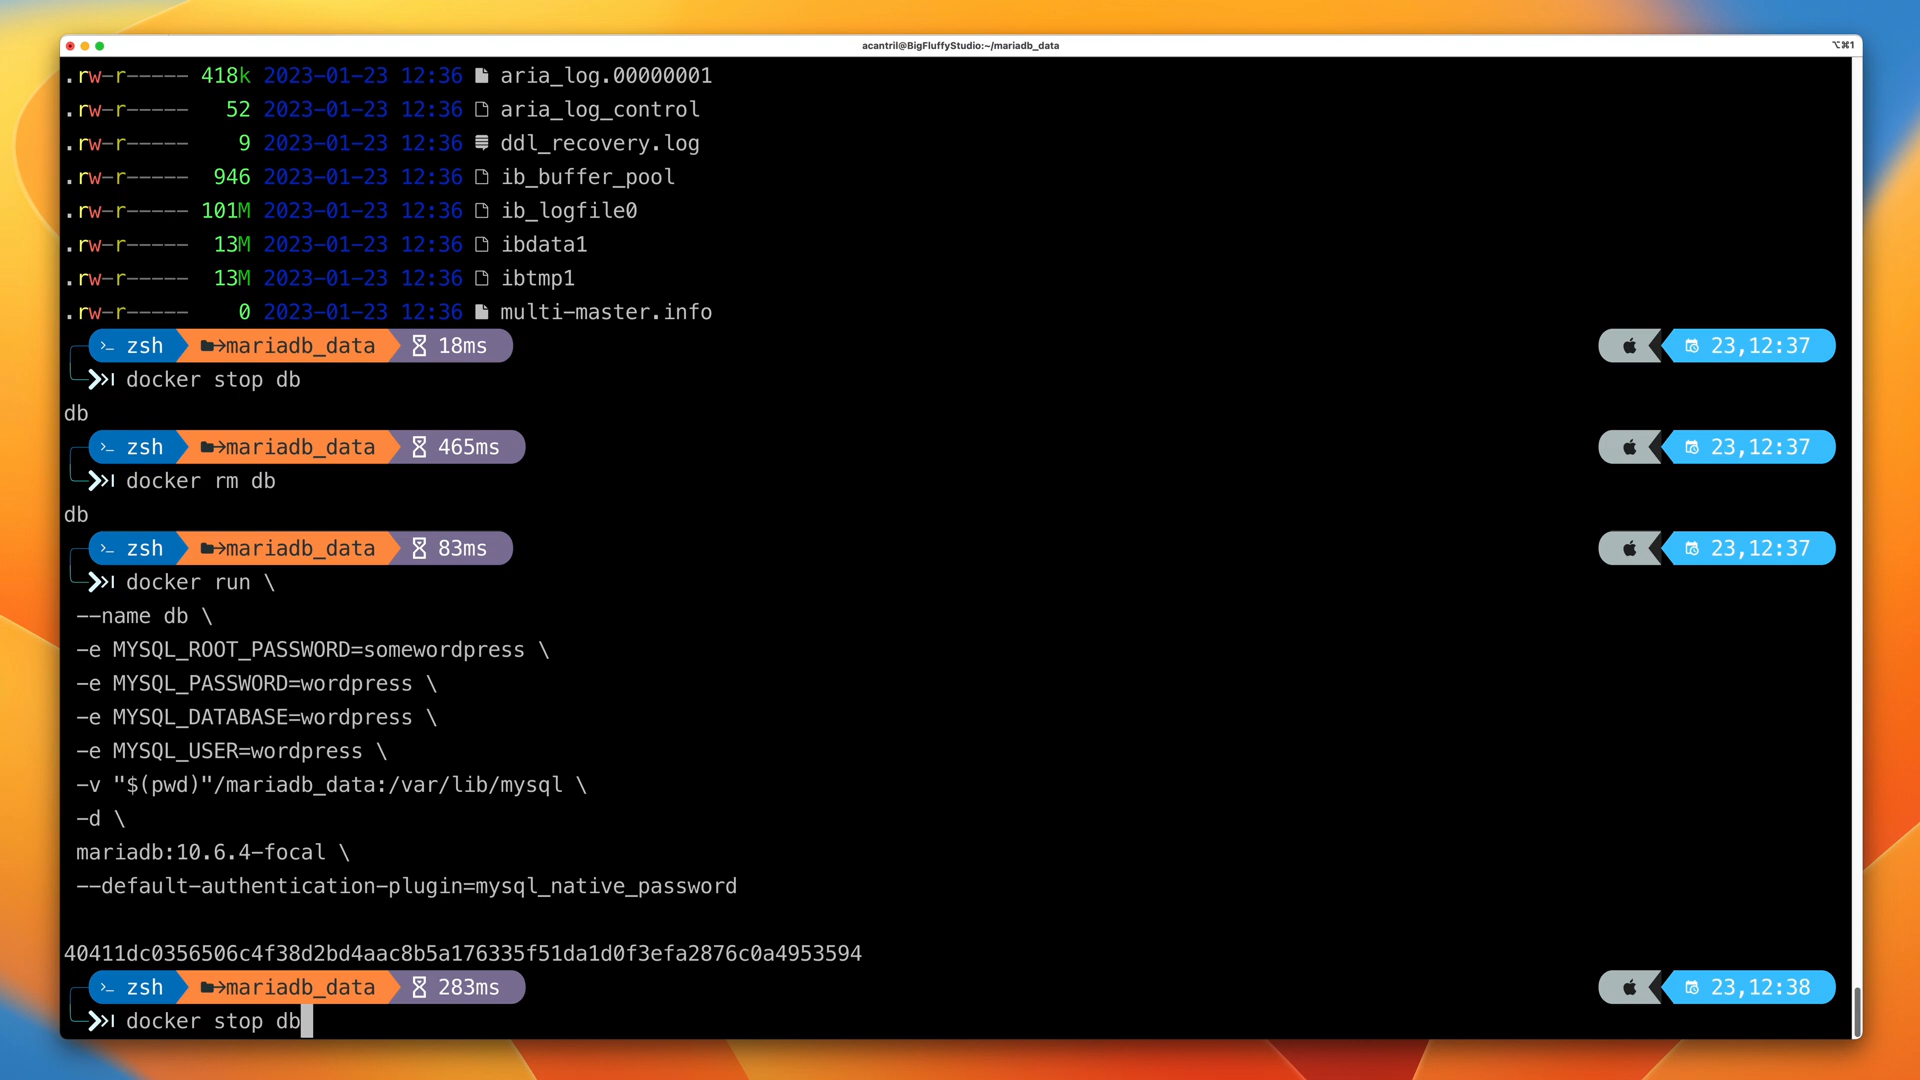 acantril@BigFluffyStudio:~/mariadb_data ⌥⌘1
.rw-r----- 418k 2023-01-23 12:36 aria_log.00000001
.rw-r----- 52 2023-01-23 12:36 aria_log_control
.rw-r----- 9 2023-01-23 12:36 ddl_recovery.log
.rw-r----- 946 2023-01-23 12:36 ib_buffer_pool
.rw-r----- 101M 2023-01-23 12:36 ib_logfile0
.rw-r----- 13M 2023-01-23 12:36 ibdata1
.rw-r----- 13M 2023-01-23 12:36 ibtmp1
.rw-r----- 0 2023-01-23 12:36 multi-master.info
zsh mariadb_data 18ms 23,12:37
docker stop db
db
zsh mariadb_data 465ms 23,12:37
docker rm db
db
zsh mariadb_data 83ms 23,12:37
docker run \
--name db \
-e MYSQL_ROOT_PASSWORD=somewordpress \
-e MYSQL_PASSWORD=wordpress \
-e MYSQL_DATABASE=wordpress \
-e MYSQL_USER=wordpress \
-v "$(pwd)"/mariadb_data:/var/lib/mysql \
-d \
mariadb:10.6.4-focal \
--default-authentication-plugin=mysql_native_password
40411dc0356506c4f38d2bd4aac8b5a176335f51da1d0f3efa2876c0a4953594
zsh mariadb_data 283ms 23,12:38
docker stop db